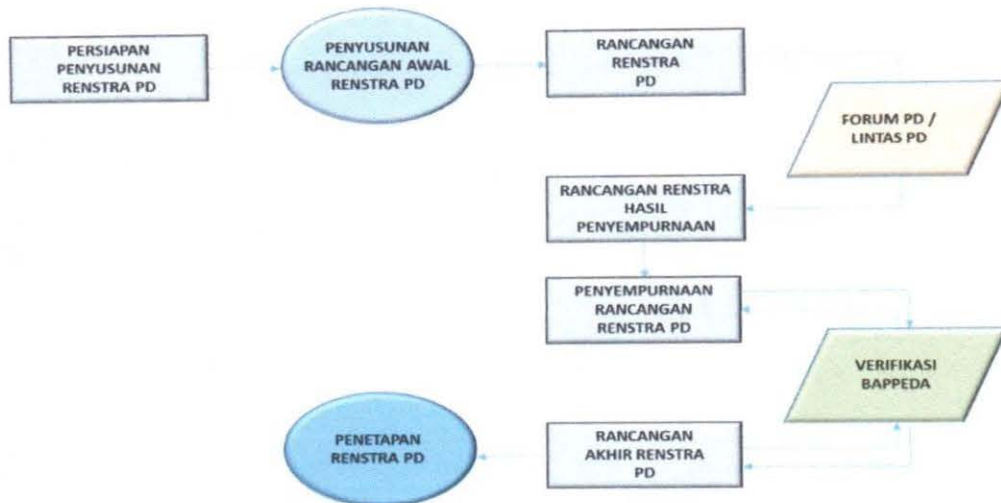 PERSIAPAN
PENYUSUNAN
RENSTRA PD
PENYUSUNAN
RANCANGAN AWAL
RENSTRA PD
RANCANGAN
RENSTRA
PD
FORUM PD /
LINTAS PD
RANCANGAN RENSTRA
HASIL
PENYEMPURNAAN
PENYEMPURNAAN
RANCANGAN
RENSTRA PD
VERIFIKASI
BAPPEDA
RANCANGAN
AKHIR RENSTRA
PD
PENETAPAN
RENSTRA PD